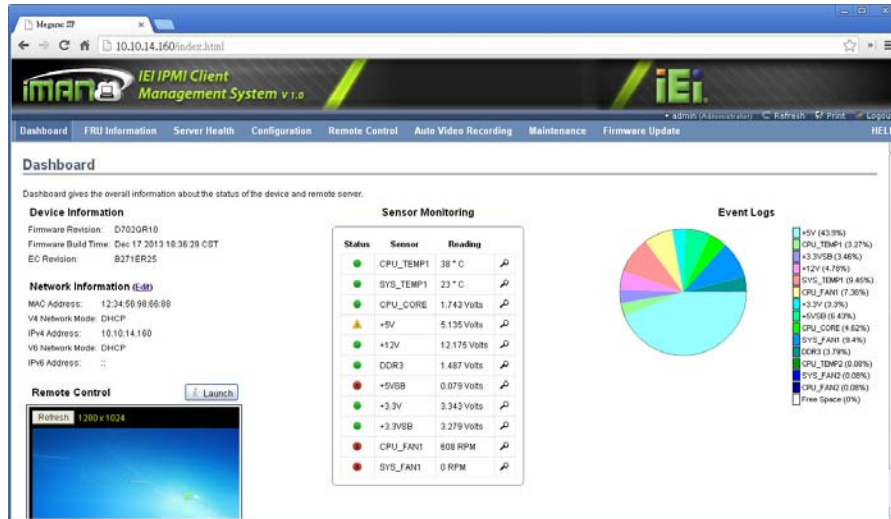 Megarac SP
10.10.14.160/index.html
iMAN
IEI IPMI Client
Management System v 1.0
iEi
admin (Administrator) Refresh Print Logout
Dashboard FRU Information Server Health Configuration Remote Control Auto Video Recording Maintenance Firmware Update HELP
Dashboard
Dashboard gives the overall information about the status of the device and remote server.
Device Information
Firmware Revision: D702QR10
Firmware Build Time: Dec 17 2013 18:36:29 CST
EC Revision: B271ER25
Network Information (Edit)
MAC Address: 12:34:56:98:66:88
V4 Network Mode: DHCP
IPv4 Address: 10.10.14.160
V6 Network Mode: DHCP
IPv6 Address: ::
Remote Control Launch
Refresh 1280 x 1024
Sensor Monitoring
Status Sensor Reading
CPU_TEMP1 38 ° C
SYS_TEMP1 23 ° C
CPU_CORE 1.743 Volts
+5V 5.135 Volts
+12V 12.175 Volts
DDR3 1.487 Volts
+5VSB 0.079 Volts
+3.3V 3.343 Volts
+3.3VSB 3.279 Volts
CPU_FAN1 608 RPM
SYS_FAN1 0 RPM
Event Logs
+5V (43.9%)
CPU_TEMP1 (3.27%)
+3.3VSB (3.46%)
+12V (4.78%)
SYS_TEMP1 (9.45%)
CPU_FAN1 (7.36%)
+3.3V (3.3%)
+5VSB (6.43%)
CPU_CORE (4.62%)
SYS_FAN1 (9.4%)
DDR3 (3.79%)
CPU_TEMP2 (0.08%)
SYS_FAN2 (0.08%)
CPU_FAN2 (0.08%)
Free Space (0%)